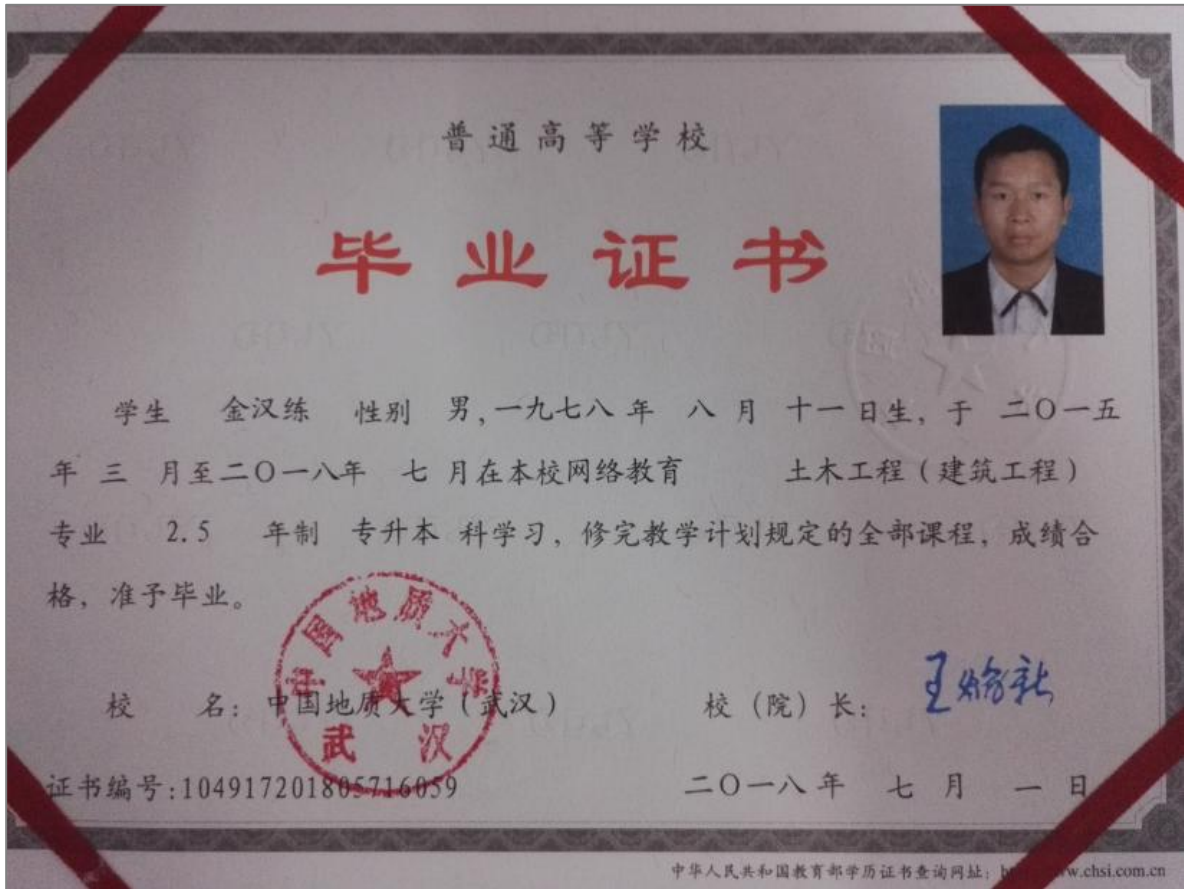 普通高等学校
毕业证书
学生 金汉练 性别 男,一九七八 年 八 月 十一 日生, 于 二〇一五
年 三 月至二〇一八年 七 月在本校网络教育 土木工程（建筑工程）
专业 2.5 年制 专升本 科学习, 修完教学计划规定的全部课程, 成绩合
格, 准予毕业。
中国地质大学
武汉
校 名: 中国地质大学（武汉） 校（院）长:
证书编号:104917201805716059 二〇一八年 七 月 一 日
中华人民共和国教育部学历证书查询网址: w.chsi.com.cn